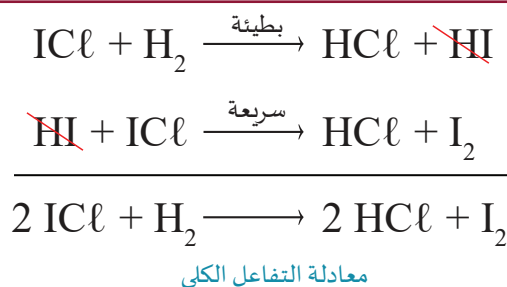 ICℓ + H₂ ⟶ بطيئة HCℓ + HI
HI + ICℓ ⟶ سريعة HCℓ + I₂
2 ICℓ + H₂ ⟶ 2 HCℓ + I₂
معادلة التفاعل الكلي